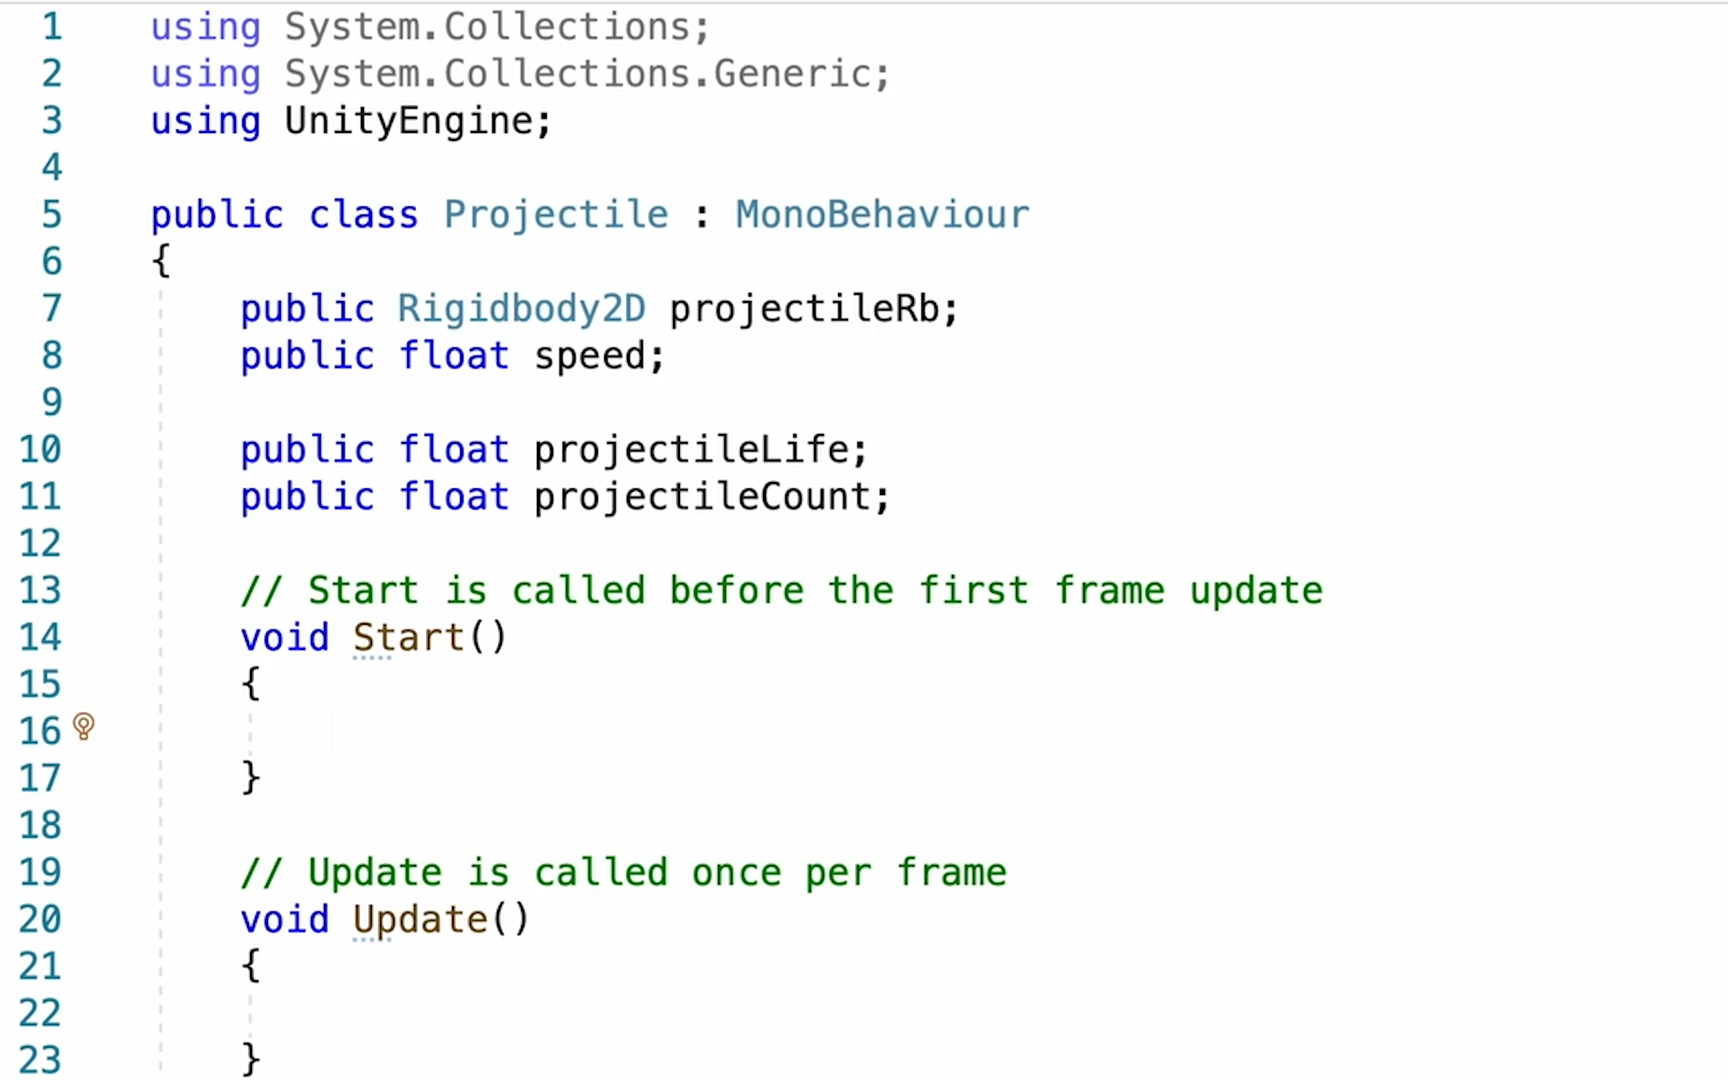 1 using System.Collections;
2 using System.Collections.Generic;
3 using UnityEngine;
4
5 public class Projectile : MonoBehaviour
6 {
7 public Rigidbody2D projectileRb;
8 public float speed;
9
10 public float projectileLife;
11 public float projectileCount;
12
13 // Start is called before the first frame update
14 void Start()
15 {
16
17 }
18
19 // Update is called once per frame
20 void Update()
21 {
22
23 }